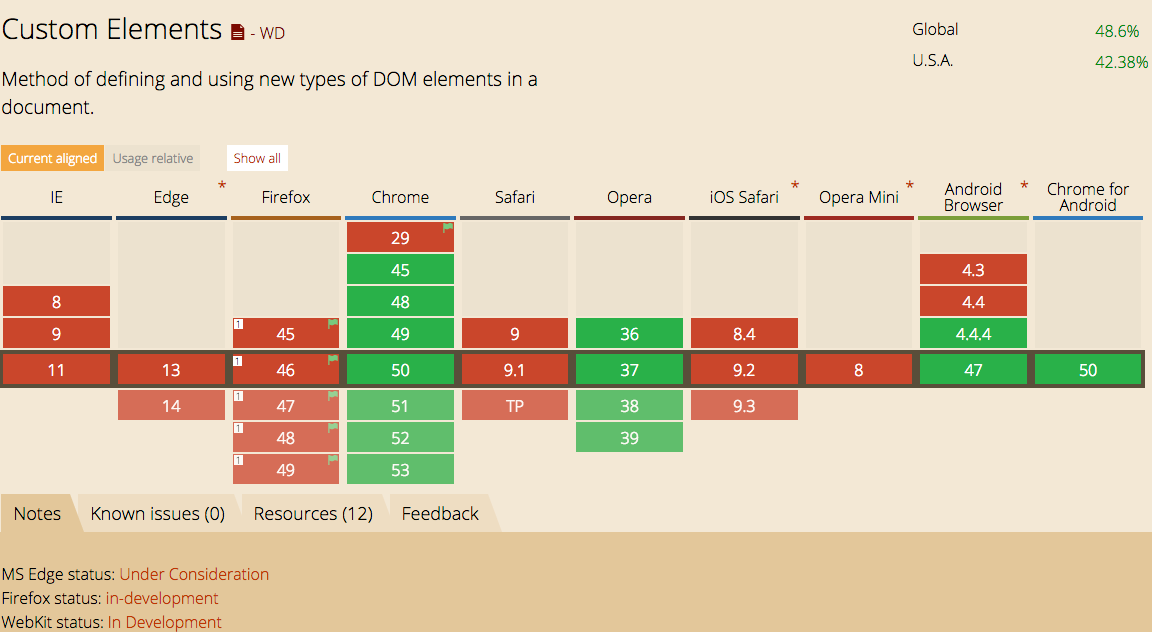 Custom Elements - WD
Global 48.6%
U.S.A. 42.38%
Method of defining and using new types of DOM elements in a
document.
Current aligned Usage relative Show all
IE Edge * Firefox Chrome Safari Opera iOS Safari * Opera Mini * Android Browser * Chrome for Android
29
45 4.3
8 48 4.4
9 1 45 49 9 36 8.4 4.4.4
11 13 1 46 50 9.1 37 9.2 8 47 50
14 1 47 51 TP 38 9.3
1 48 52 39
1 49 53
Notes Known issues (0) Resources (12) Feedback
MS Edge status: Under Consideration
Firefox status: in-development
WebKit status: In Development